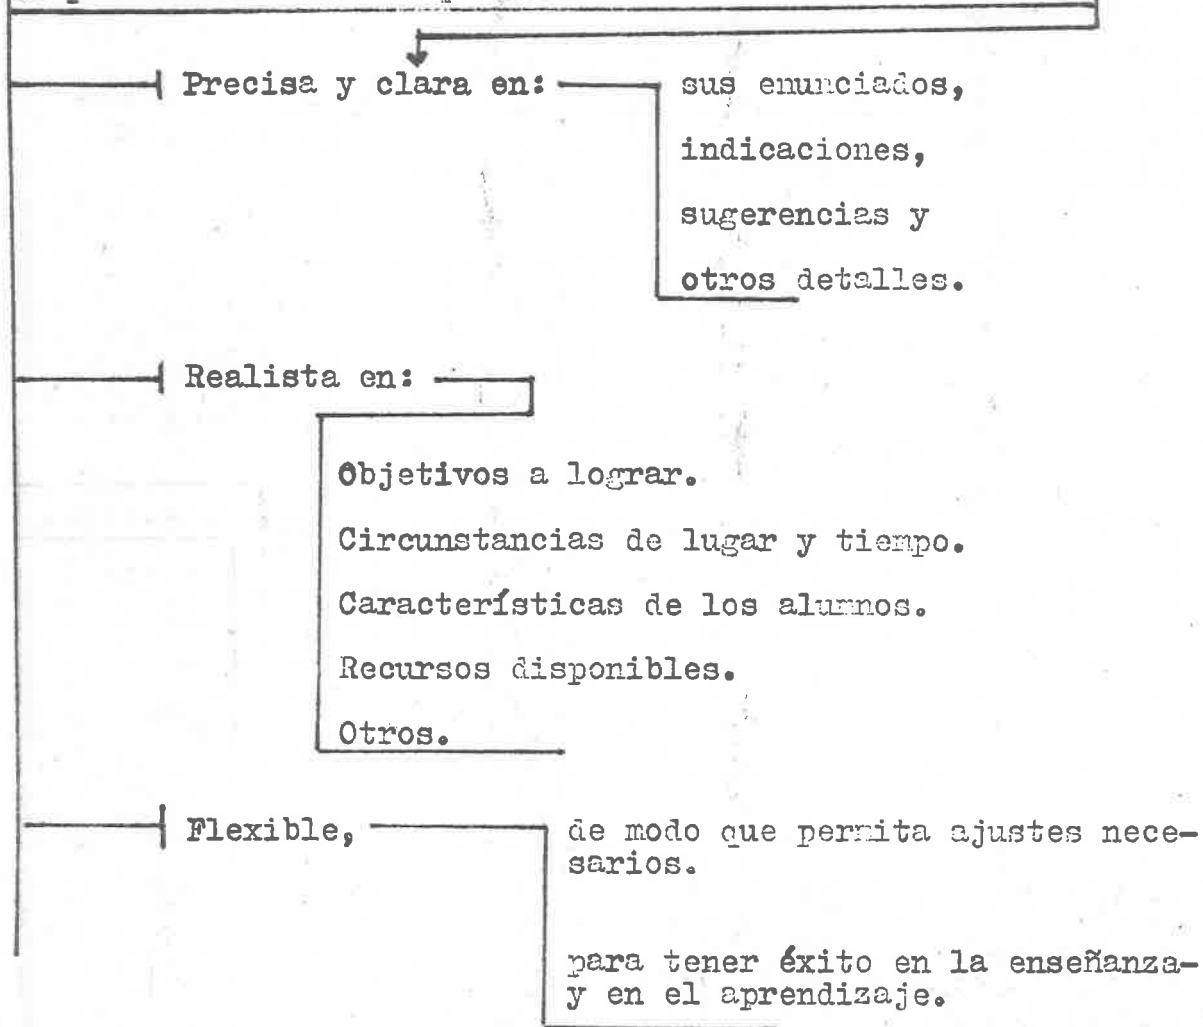 Precisa y clara en: sus enunciados,
indicaciones,
sugerencias y
otros detalles.
Realista en:
Objetivos a lograr.
Circunstancias de lugar y tiempo.
Características de los alumnos.
Recursos disponibles.
Otros.
Flexible, de modo que permita ajustes nece-
sarios.
para tener éxito en la enseñanza-
y en el aprendizaje.